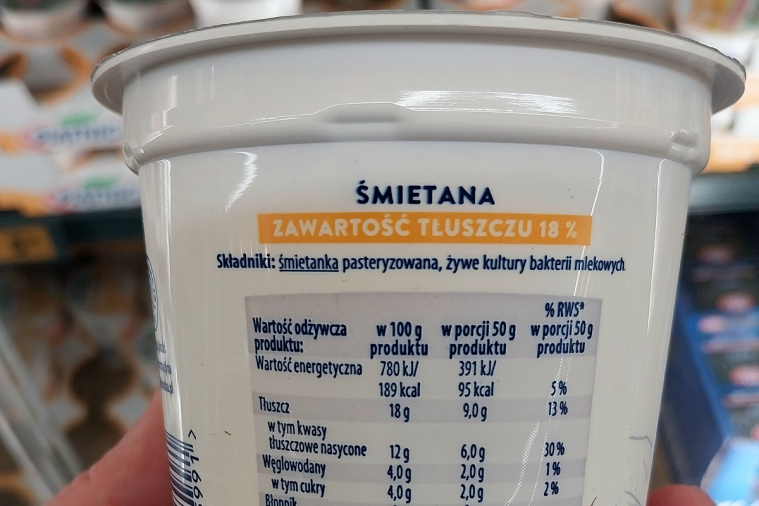 ŚMIETANA
ZAWARTOŚĆ TŁUSZCZU 18 %
Składniki: śmietanka pasteryzowana, żywe kultury bakterii mlekowych.
Wartość odżywcza produktu: w 100 g produktu w porcji 50 g produktu % RWS* w porcji 50 g produktu
Wartość energetyczna 780 kJ/ 391 kJ/
189 kcal 95 kcal 5 %
Tłuszcz 18 g 9,0 g 13 %
w tym kwasy
tłuszczowe nasycone 12 g 6,0 g 30%
Węglowodany 4,0 g 2,0 g 1 %
w tym cukry 4,0 g 2,0 g 2 %
Błonnik